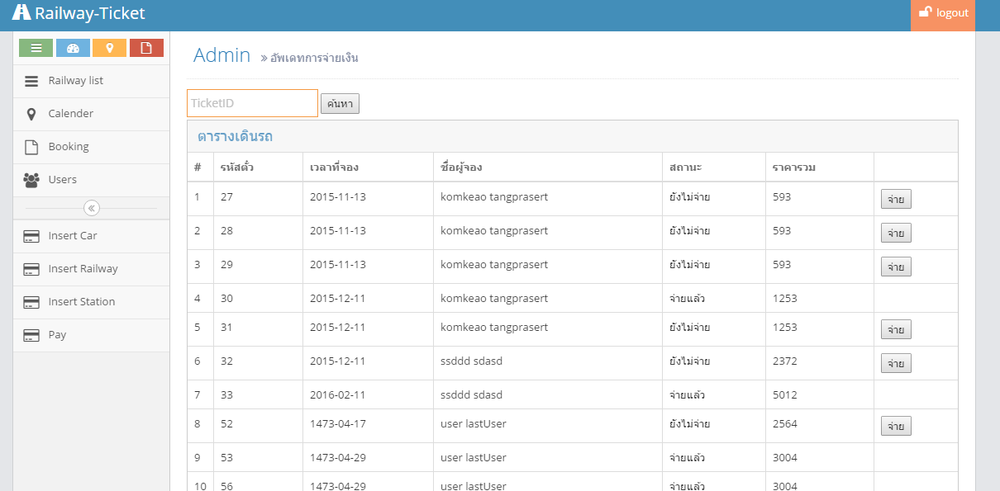 Railway-Ticket
logout
Railway list
Calender
Booking
Users
Insert Car
Insert Railway
Insert Station
Pay
Admin » อัพเดทการจ่ายเงิน
TicketID ค้นหา
ตารางเดินรถ
# รหัสตั๋ว เวลาที่จอง ชื่อผู้จอง สถานะ ราคารวม
1 27 2015-11-13 komkeao tangprasert ยังไม่จ่าย 593 จ่าย
2 28 2015-11-13 komkeao tangprasert ยังไม่จ่าย 593 จ่าย
3 29 2015-11-13 komkeao tangprasert ยังไม่จ่าย 593 จ่าย
4 30 2015-12-11 komkeao tangprasert จ่ายแล้ว 1253
5 31 2015-12-11 komkeao tangprasert ยังไม่จ่าย 1253 จ่าย
6 32 2015-12-11 ssddd sdasd ยังไม่จ่าย 2372 จ่าย
7 33 2016-02-11 ssddd sdasd จ่ายแล้ว 5012
8 52 1473-04-17 user lastUser ยังไม่จ่าย 2564 จ่าย
9 53 1473-04-29 user lastUser จ่ายแล้ว 3004
10 56 1473-04-29 user lastUser จ่ายแล้ว 3004